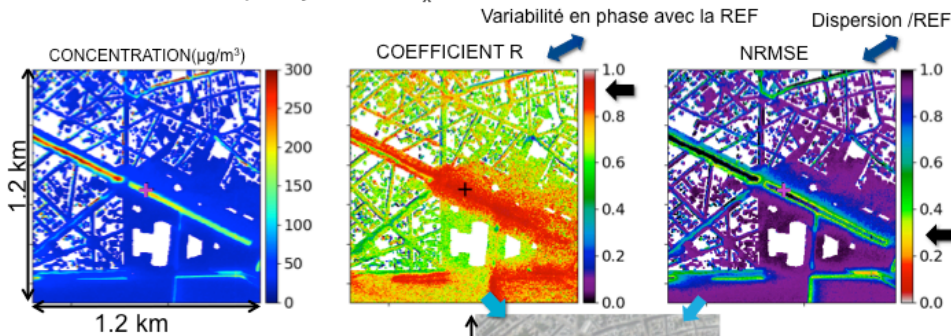 Variabilité en phase avec la REF
Dispersion /REF
CONCENTRATION(µg/m³)
COEFFICIENT R
NRMSE
300
250
200
150
100
50
0
1.0
0.8
0.6
0.4
0.2
0.0
1.0
0.8
0.6
0.4
0.2
0.0
1.2 km
1.2 km